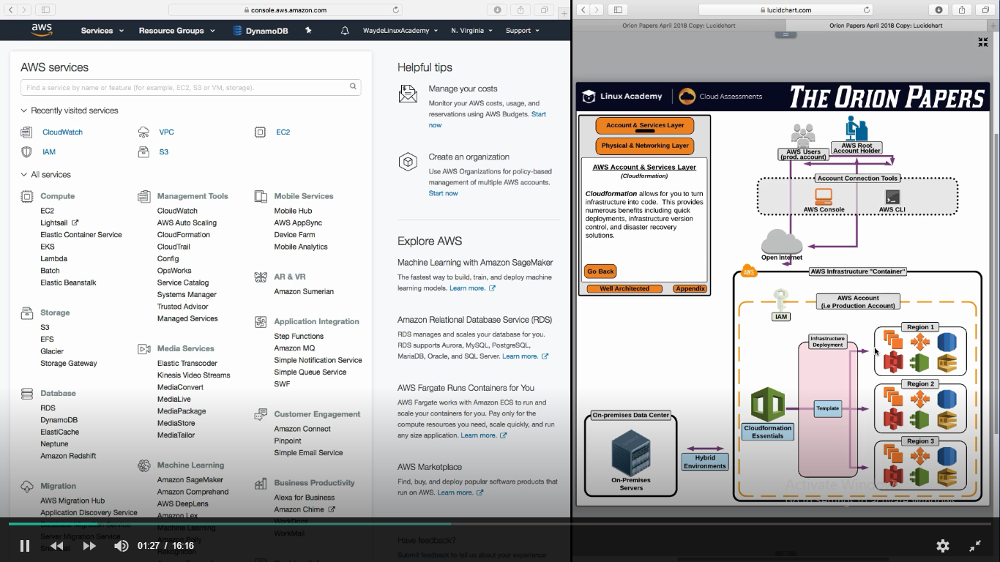 console.aws.amazon.com
aws
Services
Resource Groups
DynamoDB
WaydeLinuxAcademy
N. Virginia
Support
AWS services
Find a service by name or feature (for example, EC2, S3 or VM, storage).
Recently visited services
CloudWatch
VPC
EC2
IAM
S3
All services
Compute
EC2
Lightsail
Elastic Container Service
EKS
Lambda
Batch
Elastic Beanstalk
Storage
S3
EFS
Glacier
Storage Gateway
Database
RDS
DynamoDB
ElastiCache
Neptune
Amazon Redshift
Migration
AWS Migration Hub
Application Discovery Service
Database Migration Service
Server Migration Service
Management Tools
CloudWatch
AWS Auto Scaling
CloudFormation
CloudTrail
Config
OpsWorks
Service Catalog
Systems Manager
Trusted Advisor
Managed Services
Media Services
Elastic Transcoder
Kinesis Video Streams
MediaConvert
MediaLive
MediaPackage
MediaStore
MediaTailor
Machine Learning
Amazon SageMaker
Amazon Comprehend
AWS DeepLens
Amazon Lex
Machine Learning
Amazon Polly
Rekognition
Mobile Services
Mobile Hub
AWS AppSync
Device Farm
Mobile Analytics
AR & VR
Amazon Sumerian
Application Integration
Step Functions
Amazon MQ
Simple Notification Service
Simple Queue Service
SWF
Customer Engagement
Amazon Connect
Pinpoint
Simple Email Service
Business Productivity
Alexa for Business
Amazon Chime
WorkDocs
WorkMail
Helpful tips
Manage your costs
Monitor your AWS costs, usage, and
reservations using AWS Budgets. Start
now
Create an organization
Use AWS Organizations for policy-based
management of multiple AWS accounts.
Start now
Explore AWS
Machine Learning with Amazon SageMaker
The fastest way to build, train, and deploy machine
learning models. Learn more.
Amazon Relational Database Service (RDS)
RDS manages and scales your database for you.
RDS supports Aurora, MySQL, PostgreSQL,
MariaDB, Oracle, and SQL Server. Learn more.
AWS Fargate Runs Containers for You
AWS Fargate works with Amazon ECS to run and
scale your containers for you. Pay only for the
compute resources you need, scale quickly, and run
any size application. Learn more.
AWS Marketplace
Find, buy, and deploy popular software products that
run on AWS. Learn more.
Have feedback?
Submit feedback to tell us about your experience
01:27 / 16:16
lucidchart.com
Orion Papers April 2018 Copy: Lucidchart
Orion Papers April 2018 Copy: Lucidchart
Linux Academy
Cloud Assessments
THE ORION PAPERS
Account & Services Layer
Physical & Networking Layer
AWS Account & Services Layer
(Cloudformation)
Cloudformation allows for you to turn
infrastructure into code. This provides
numerous benefits including quick
deployments, infrastructure version
control, and disaster recovery
solutions.
Go Back
Well Architected
Appendix
AWS Users
(prod. account)
AWS Root
Account Holder
Account Connection Tools
AWS Console
AWS CLI
Open Internet
AWS
AWS Infrastructure "Container"
AWS Account
(i.e Production Account)
IAM
Infrastructure
Deployment
Region 1
Region 2
Region 3
Template
Cloudformation
Essentials
On-premises Data Center
On-Premises
Servers
Hybrid
Environments
Activate Windows
Go to Settings to activate Windows.